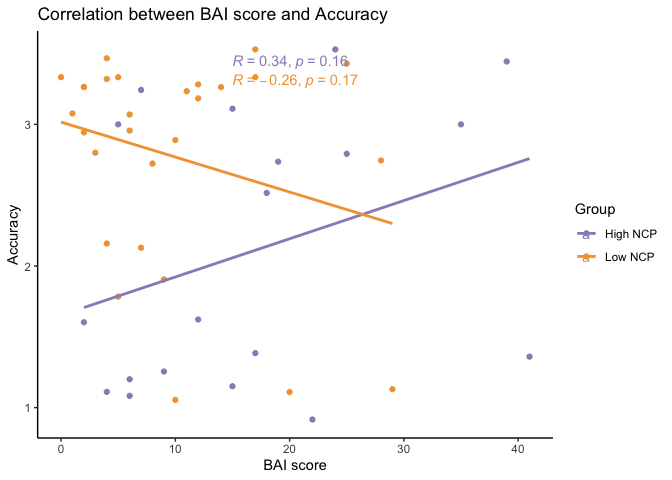 Correlation between BAI score and Accuracy
R = 0.34, p = 0.16
R = −0.26, p = 0.17
3
2
1
Accuracy
0 10 20 30 40
BAI score
Group
a High NCP
a Low NCP